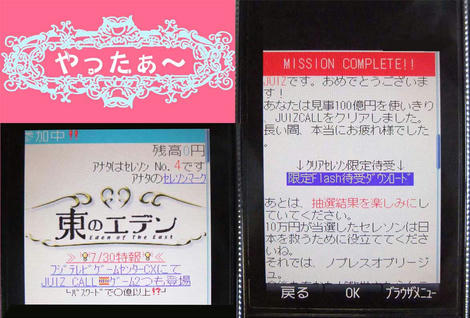 やったぁ~
参加中!!
残高0円
アナタはセレソン No. 4です
アナタのセレソンマーク
東のエデン
Eden of The East
≫7/30特報≪
フジテレビゲームセンターCXにて
JUIZ CALLゲーム2つも登場
MISSION COMPLETE!!
JUIZです。おめでとうございま
す!
あなたは見事100億円を使いきり
JUIZCALLをクリアしました。
長い間、本当にお疲れ様でした
。
↓クリアセレソン限定待受↓
限定Flash待受ダウンロード
あとは、抽選結果を楽しみにし
ていてください。
10万円が当選したセレソンは日
本を救うために役立ててくださ
いね。
それでは、ノブレスオブリージ
ュ。
戻る OK ブラウザメニュー